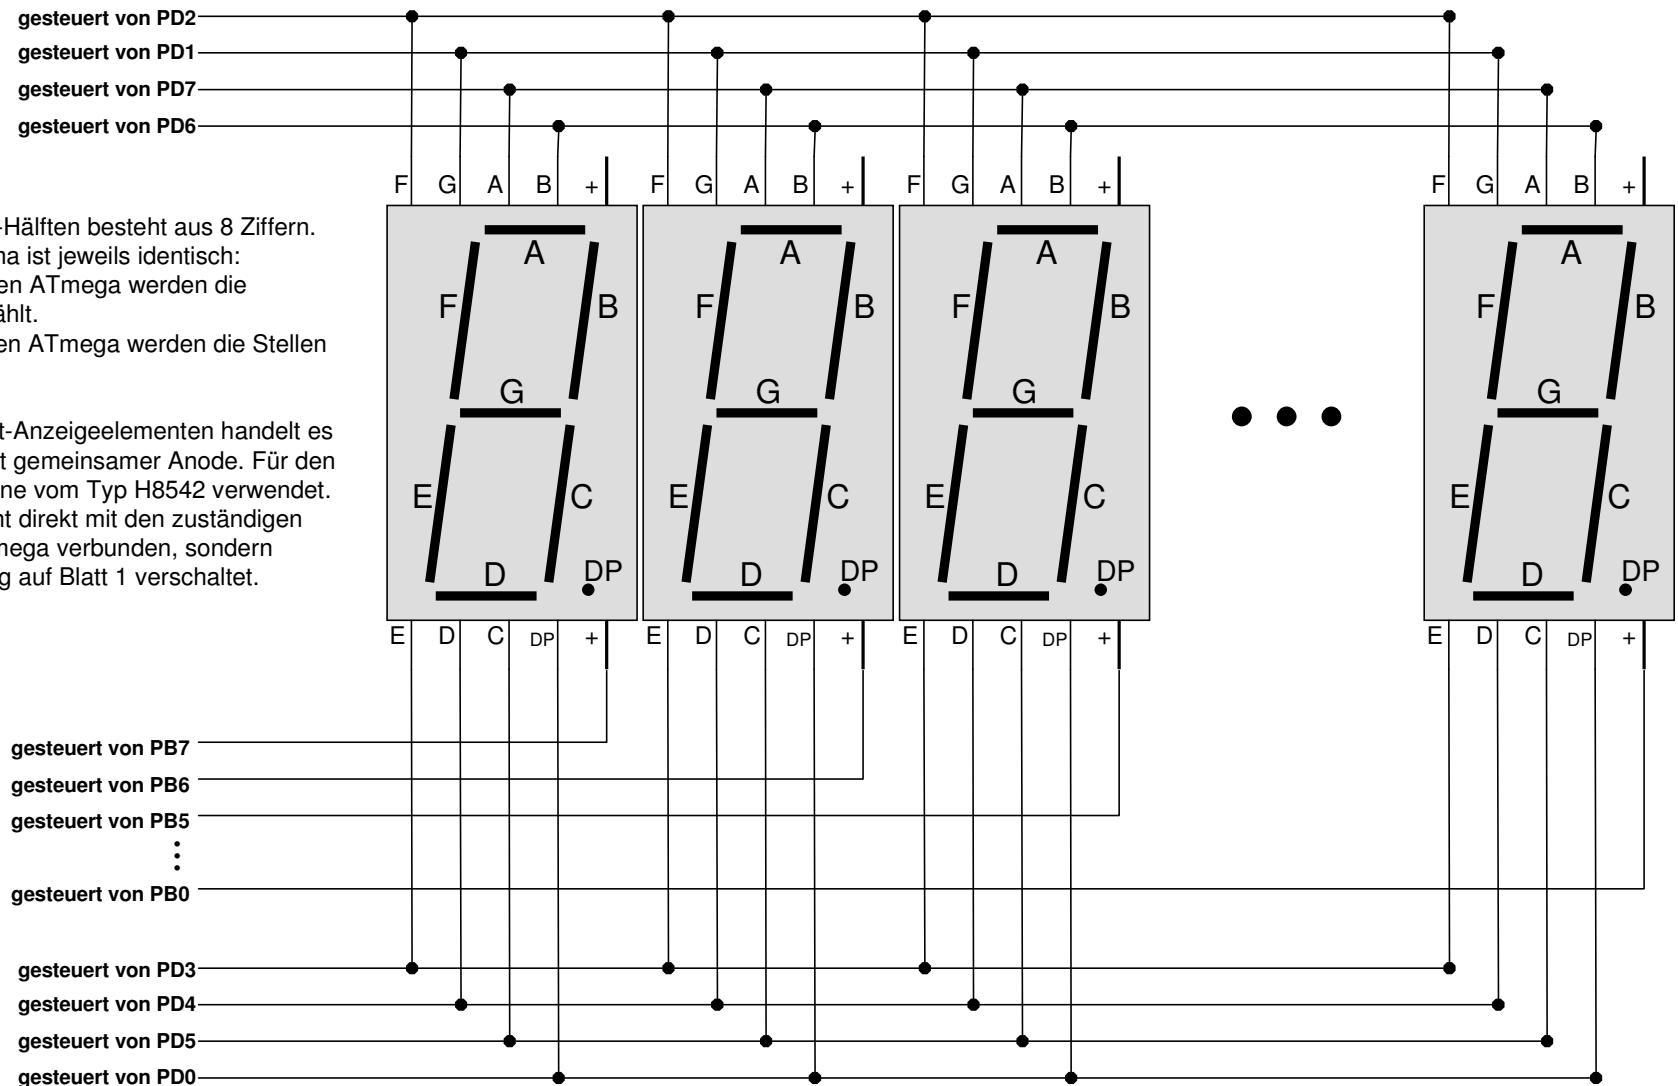 gesteuert von PD2
gesteuert von PD1
gesteuert von PD7
gesteuert von PD6
F G A B + F G A B + F G A B + F G A B +
-Hälften besteht aus 8 Ziffern.
na ist jeweils identisch:
en ATmega werden die
ählt.
en ATmega werden die Stellen
t-Anzeigeelementen handelt es
t gemeinsamer Anode. Für den
ne vom Typ H8542 verwendet.
nt direkt mit den zuständigen
mega verbunden, sondern
g auf Blatt 1 verschaltet.
A A A A
F B F B F B F B
G G G G
E C E C E C E C
D DP D DP D DP D DP
E D C DP + E D C DP + E D C DP + E D C DP +
gesteuert von PB7
gesteuert von PB6
gesteuert von PB5
gesteuert von PB0
gesteuert von PD3
gesteuert von PD4
gesteuert von PD5
gesteuert von PD0